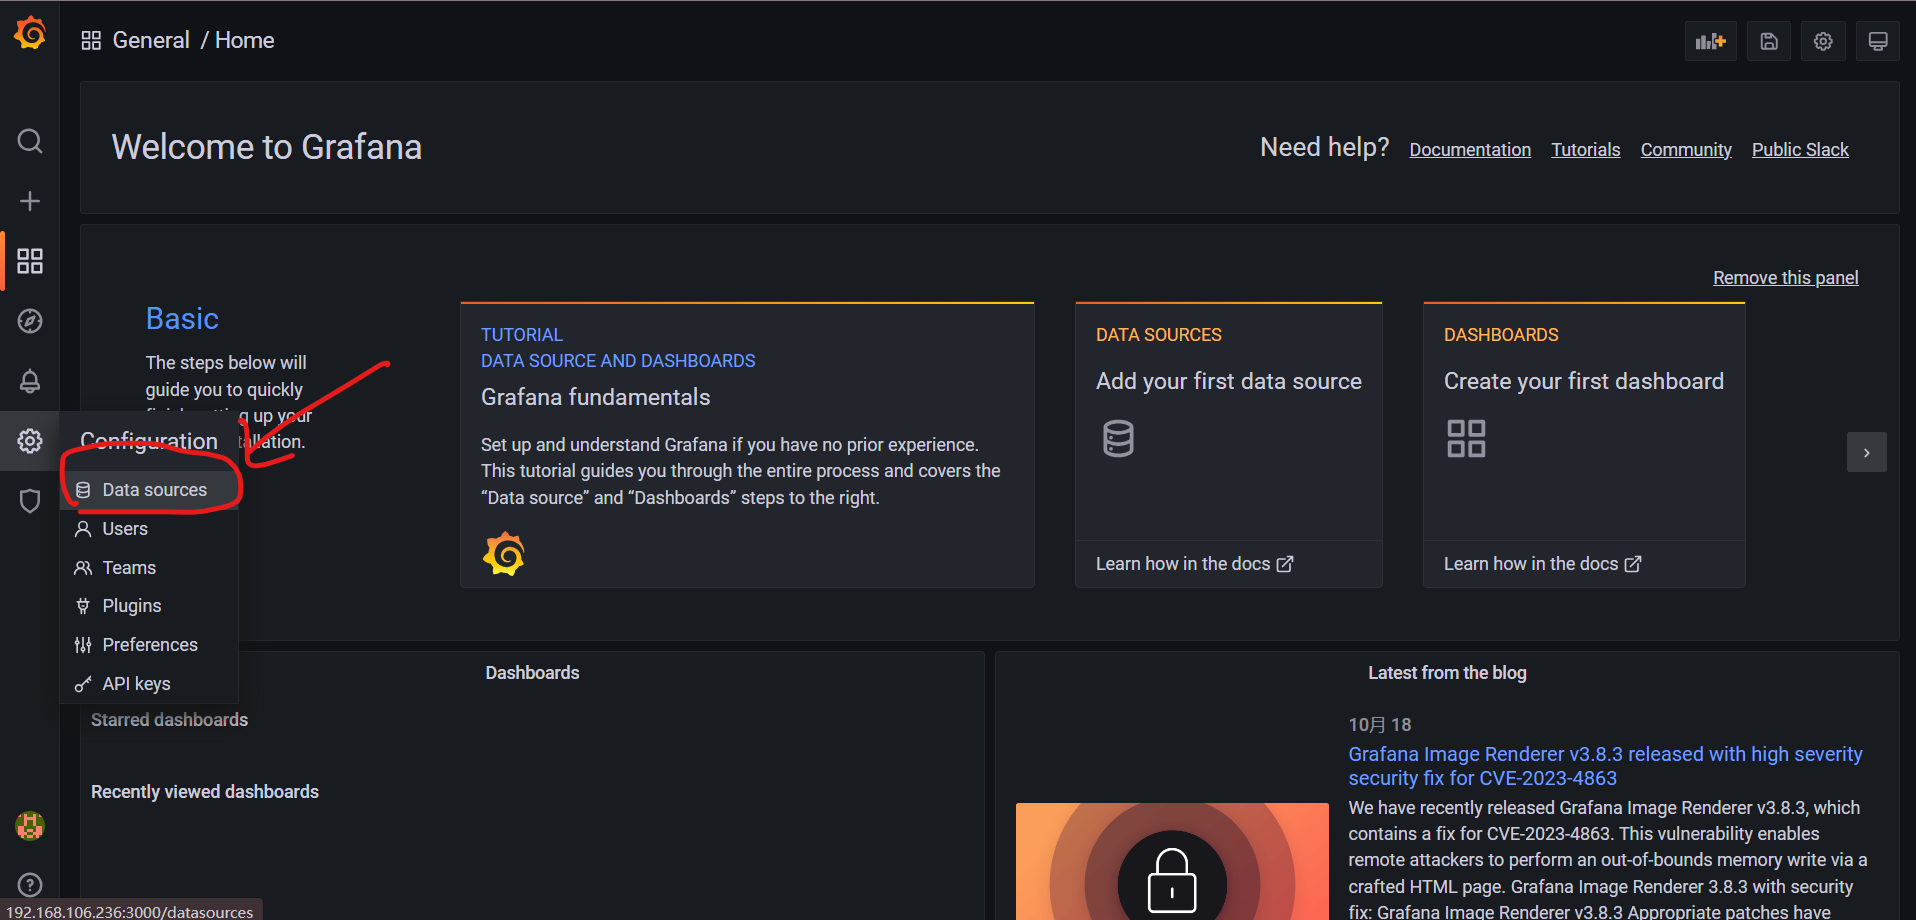 General / Home
Welcome to Grafana
Need help? Documentation Tutorials Community Public Slack
Remove this panel
Basic
The steps below will
guide you to quickly
up your
tallation.
TUTORIAL
DATA SOURCE AND DASHBOARDS
Grafana fundamentals
Set up and understand Grafana if you have no prior experience.
This tutorial guides you through the entire process and covers the
“Data source” and “Dashboards” steps to the right.
DATA SOURCES
Add your first data source
Learn how in the docs
DASHBOARDS
Create your first dashboard
Learn how in the docs
Configuration
Data sources
Users
Teams
Plugins
Preferences
API keys
Dashboards
Starred dashboards
Recently viewed dashboards
Latest from the blog
10月 18
Grafana Image Renderer v3.8.3 released with high severity
security fix for CVE-2023-4863
We have recently released Grafana Image Renderer v3.8.3, which
contains a fix for CVE-2023-4863. This vulnerability enables
remote attackers to perform an out-of-bounds memory write via a
crafted HTML page. Grafana Image Renderer 3.8.3 with security
fix: Grafana Image Renderer v3.8.3 Appropriate patches have
192.168.106.236:3000/datasources